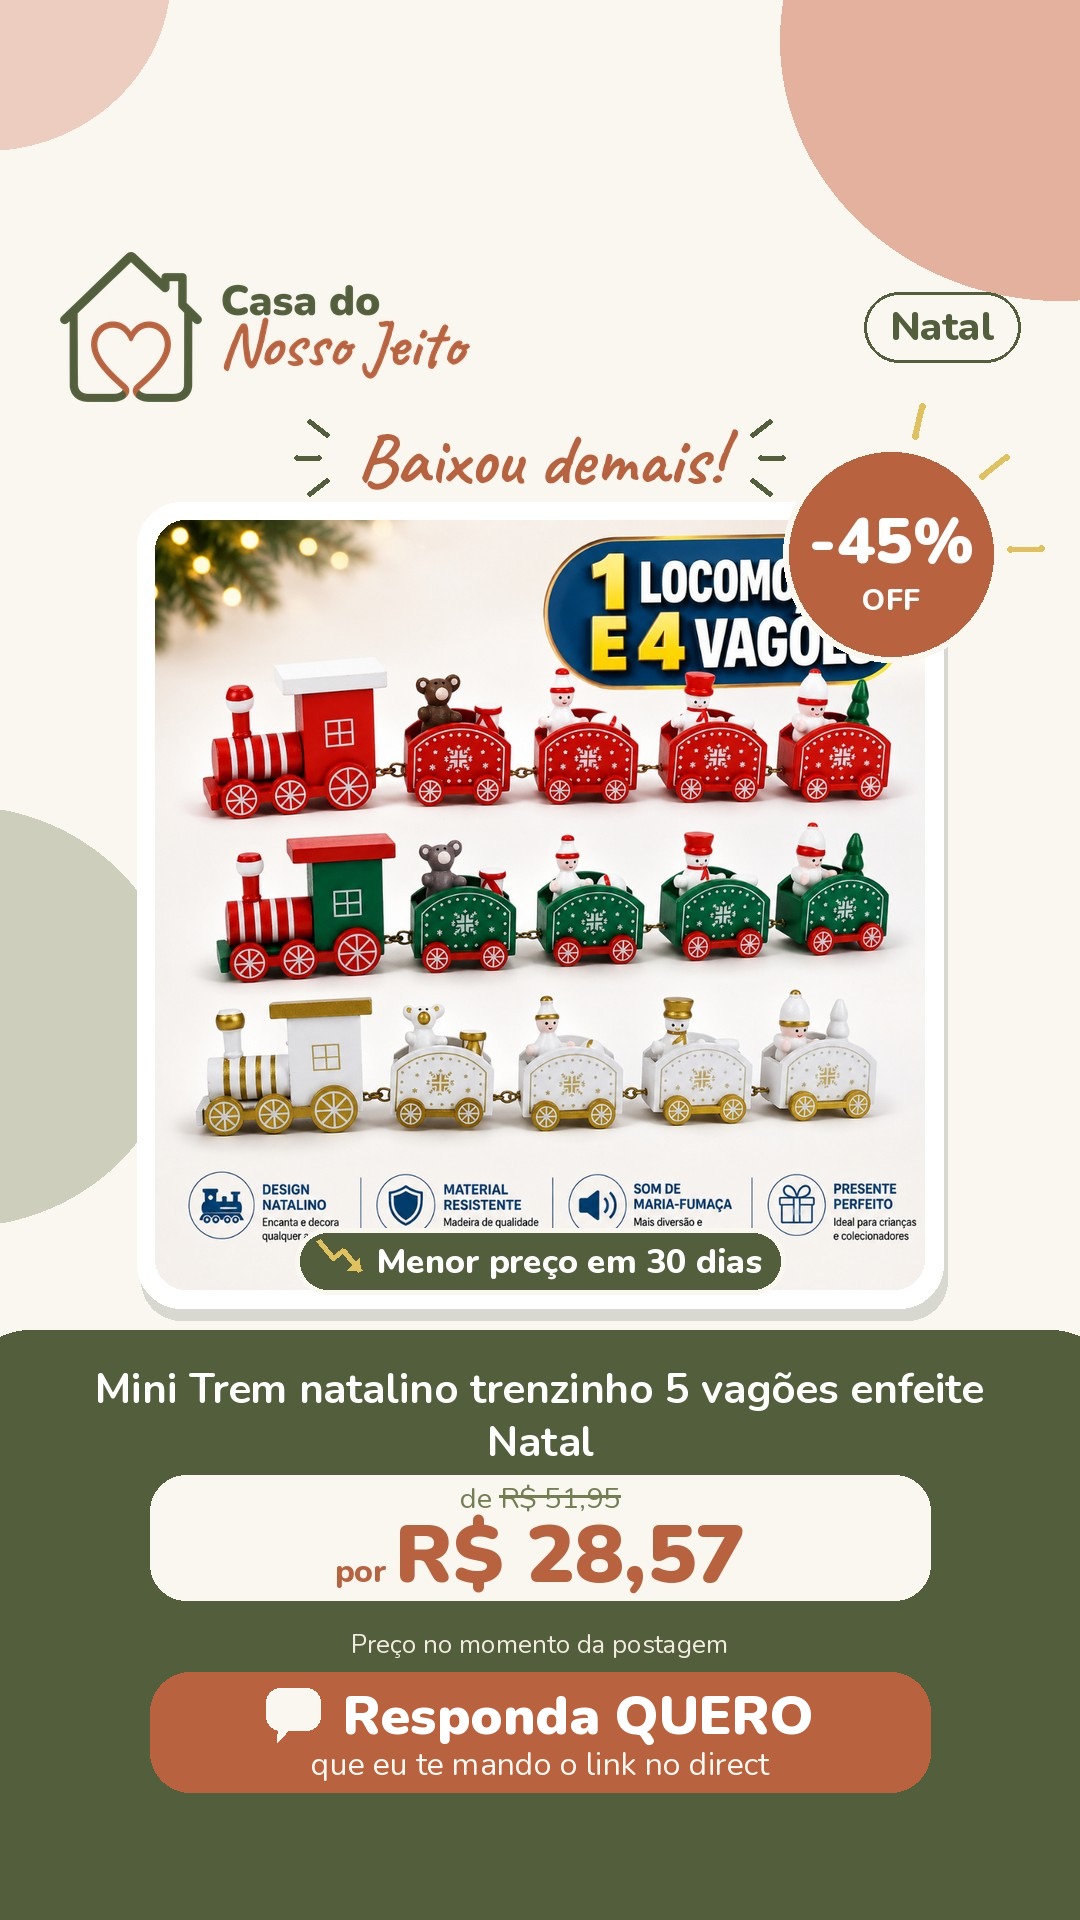 Casa do
Nosso Jeito
Natal
Baixou demais!
-45%
OFF
1
E 4
DESIGN
NATALINO
Encanta e decora
qualquer
MATERIAL
RESISTENTE
Madeira de qualidade
SOM DE
MARIA-FUMAÇA
Mais diversão e
PRESENTE
PERFEITO
Ideal para crianças
e colecionadores
Menor preço em 30 dias
Mini Trem natalino trenzinho 5 vagões enfeite
Natal
de R$ 51,95
por R$ 28,57
Preço no momento da postagem
Responda QUERO
que eu te mando o link no direct